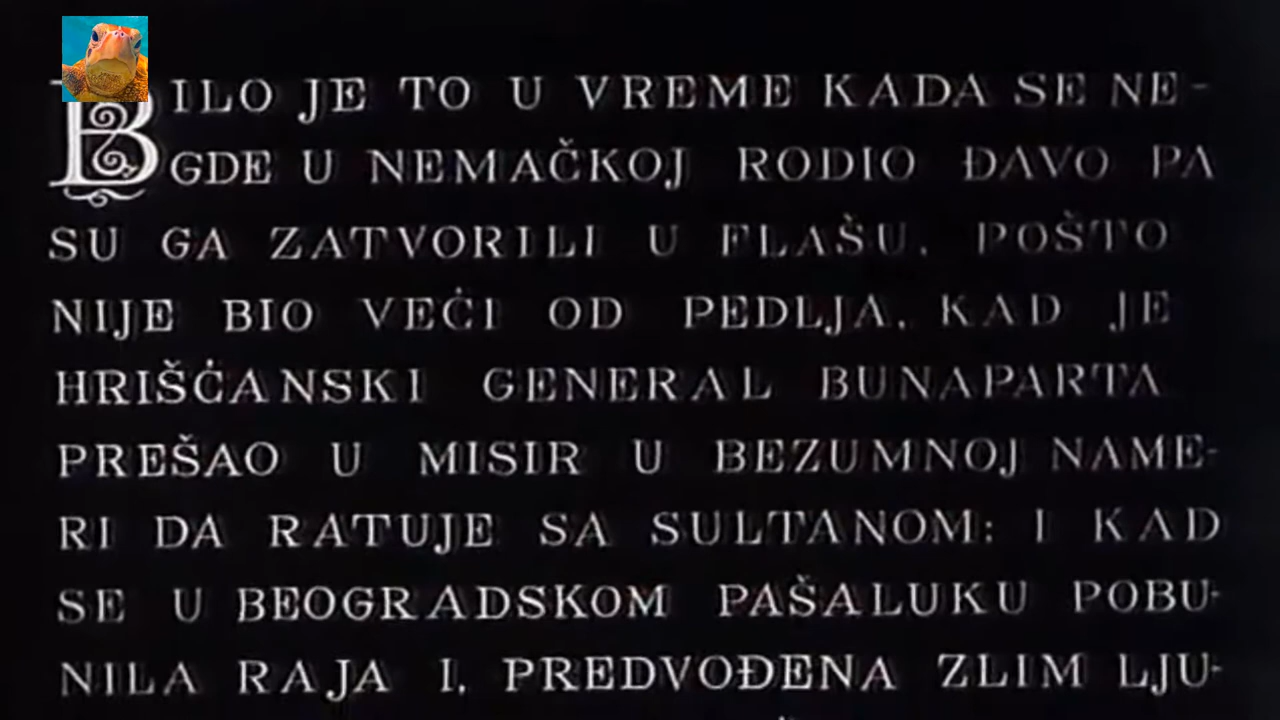 BILO JE TO U VREME KADA SE NE-
GDE U NEMAČKOJ RODIO ĐAVO PA
SU GA ZATVORILI U FLAŠU, POŠTO
NIJE BIO VEĆI OD PEDLJA, KAD JE
HRIŠĆANSKI GENERAL BUNAPARTA
PREŠAO U MISIR U BEZUMNOJ NAME-
RI DA RATUJE SA SULTANOM; I KAD
SE U BEOGRADSKOM PAŠALUKU POBU-
NILA RAJA I, PREDVOĐENA ZLIM LJU-